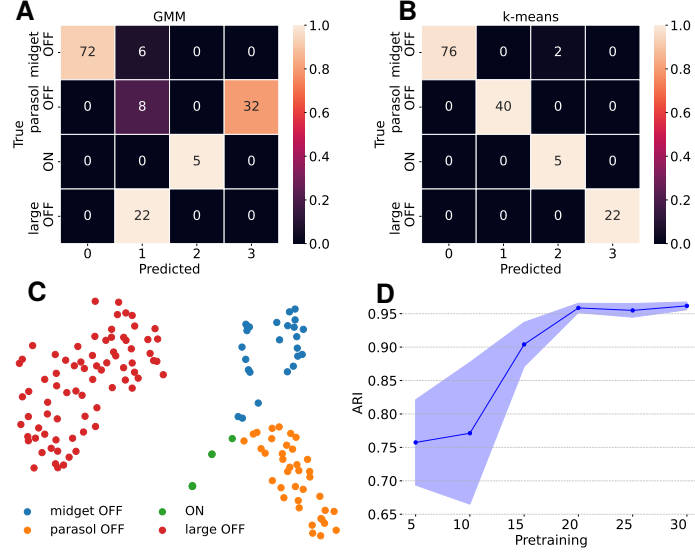 A
GMM
midget
OFF
parasol
OFF
ON
large
OFF
True
72 6 0 0
0 8 0 32
0 0 5 0
0 22 0 0
0 1 2 3
Predicted
1.0
0.8
0.6
0.4
0.2
0.0
B
k-means
midget
OFF
parasol
OFF
ON
large
OFF
True
76 0 2 0
0 40 0 0
0 0 5 0
0 0 0 22
0 1 2 3
Predicted
1.0
0.8
0.6
0.4
0.2
0.0
C
midget OFF
parasol OFF
ON
large OFF
D
ARI
0.95
0.90
0.85
0.80
0.75
0.70
0.65
5 10 15 20 25 30
Pretraining